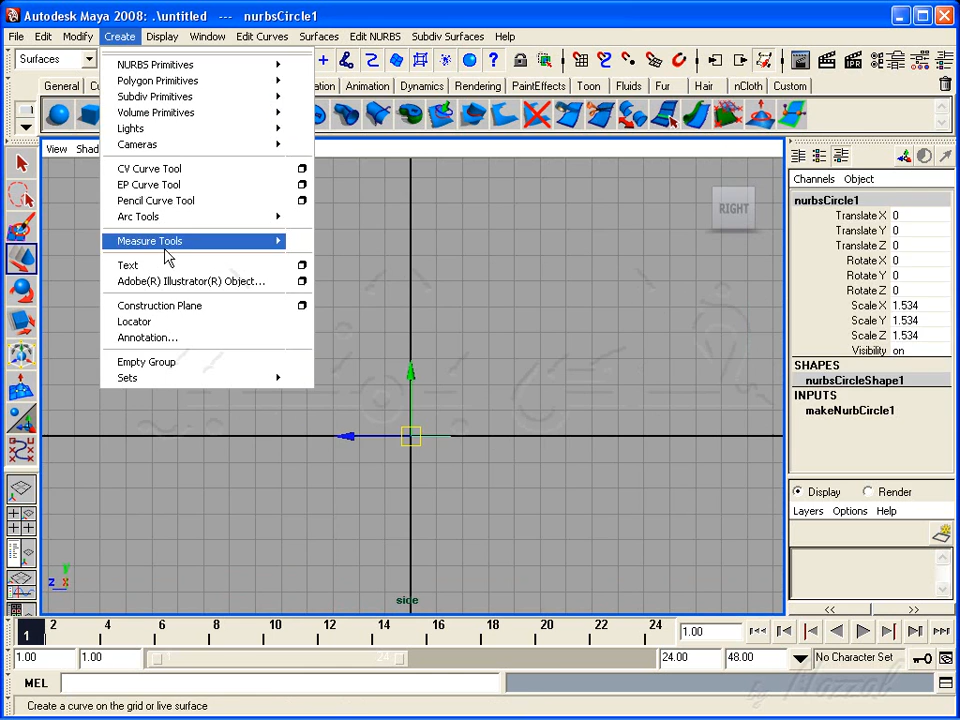 Autodesk Maya 2008: .\untitled --- nurbsCircle1
File Edit Modify Create Display Window Edit Curves Surfaces Edit NURBS Subdiv Surfaces Help
Surfaces
General Animation Dynamics Rendering PaintEffects Toon Fluids Fur Hair nCloth Custom
View Shad
NURBS Primitives
Polygon Primitives
Subdiv Primitives
Volume Primitives
Lights
Cameras
CV Curve Tool
EP Curve Tool
Pencil Curve Tool
Arc Tools
Measure Tools
Text
Adobe(R) Illustrator(R) Object...
Construction Plane
Locator
Annotation...
Empty Group
Sets
RIGHT
y
z x
side
Channels Object
nurbsCircle1
Translate X 0
Translate Y 0
Translate Z 0
Rotate X 0
Rotate Y 0
Rotate Z 0
Scale X 1.534
Scale Y 1.534
Scale Z 1.534
Visibility on
SHAPES
nurbsCircleShape1
INPUTS
makeNurbCircle1
Display Render
Layers Options Help
<< >>
1 2 4 6 8 10 12 14 16 18 20 22 24
1.00
1.00 1.00 24 24.00 48.00 No Character Set
MEL
Create a curve on the grid or live surface
by Mozzal